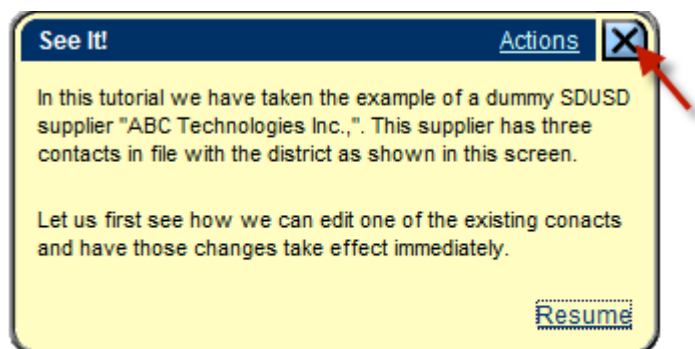 See It! Actions X
In this tutorial we have taken the example of a dummy SDUSD
supplier "ABC Technologies Inc.,". This supplier has three
contacts in file with the district as shown in this screen.
Let us first see how we can edit one of the existing conacts
and have those changes take effect immediately.
Resume